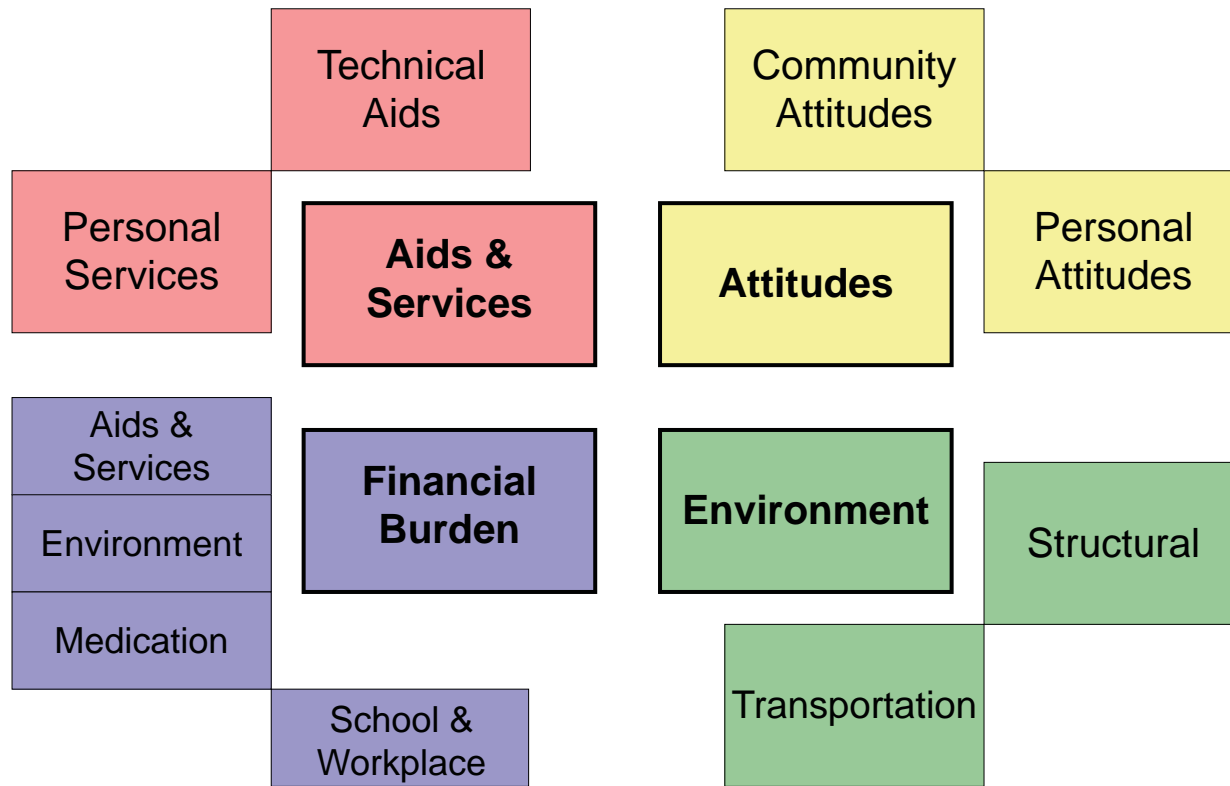 Technical
Aids
Community
Attitudes
Personal
Services
Aids &
Services
Attitudes
Personal
Attitudes
Aids &
Services
Environment
Medication
Financial
Burden
Environment
Structural
School &
Workplace
Transportation